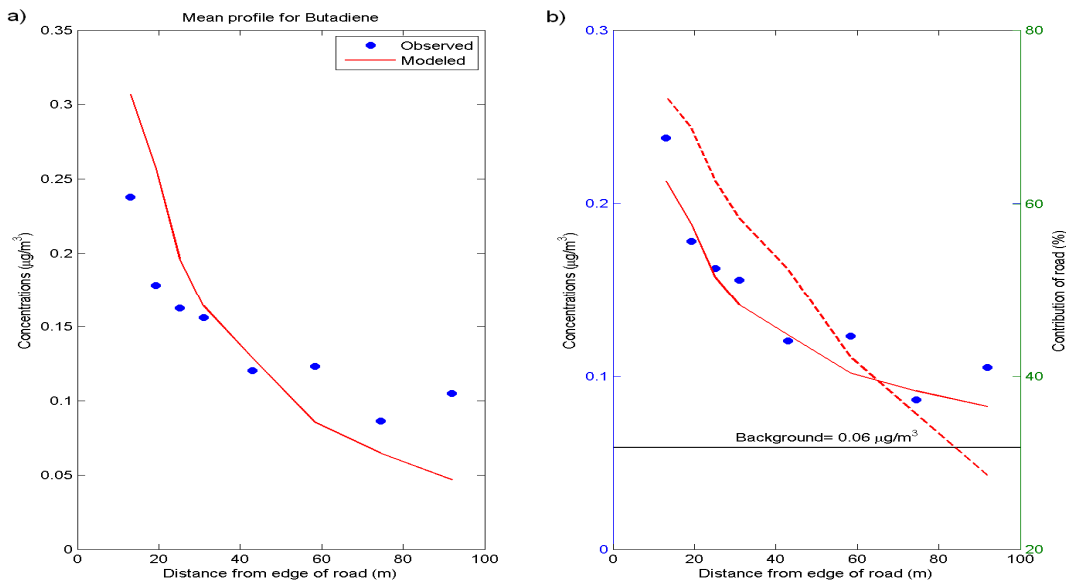 a)
Mean profile for Butadiene
0.35
0.3
0.25
0.2
0.15
0.1
0.05
0
Concentrations (µg/m³)
Observed
Modeled
0
20
40
60
80
100
Distance from edge of road (m)
b)
0.3
0.2
0.1
0
Concentrations (µg/m³)
Background= 0.06 µg/m³
80
60
40
20
Contribution of road (%)
0
20
40
60
80
100
Distance from edge of road (m)